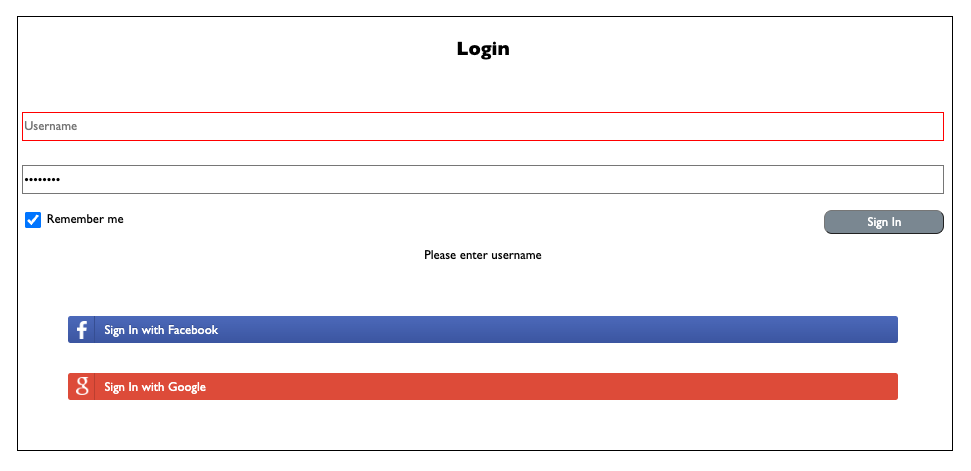 Login
Username
••••••••
Remember me
Sign In
Please enter username
f Sign In with Facebook
g Sign In with Google